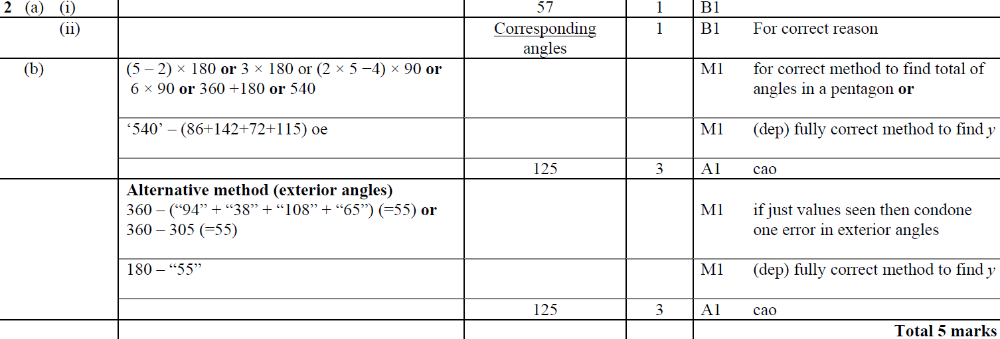 2 (a) (i) 57 1 B1
(ii) Corresponding 1 B1 For correct reason
angles
(b) (5 – 2) × 180 or 3 × 180 or (2 × 5 −4) × 90 or M1 for correct method to find total of
6 × 90 or 360 +180 or 540 angles in a pentagon or
‘540’ – (86+142+72+115) oe M1 (dep) fully correct method to find y
125 3 A1 cao
Alternative method (exterior angles)
360 – (“94” + “38” + “108” + “65”) (=55) or M1 if just values seen then condone
360 – 305 (=55) one error in exterior angles
180 – “55” M1 (dep) fully correct method to find y
125 3 A1 cao
Total 5 marks